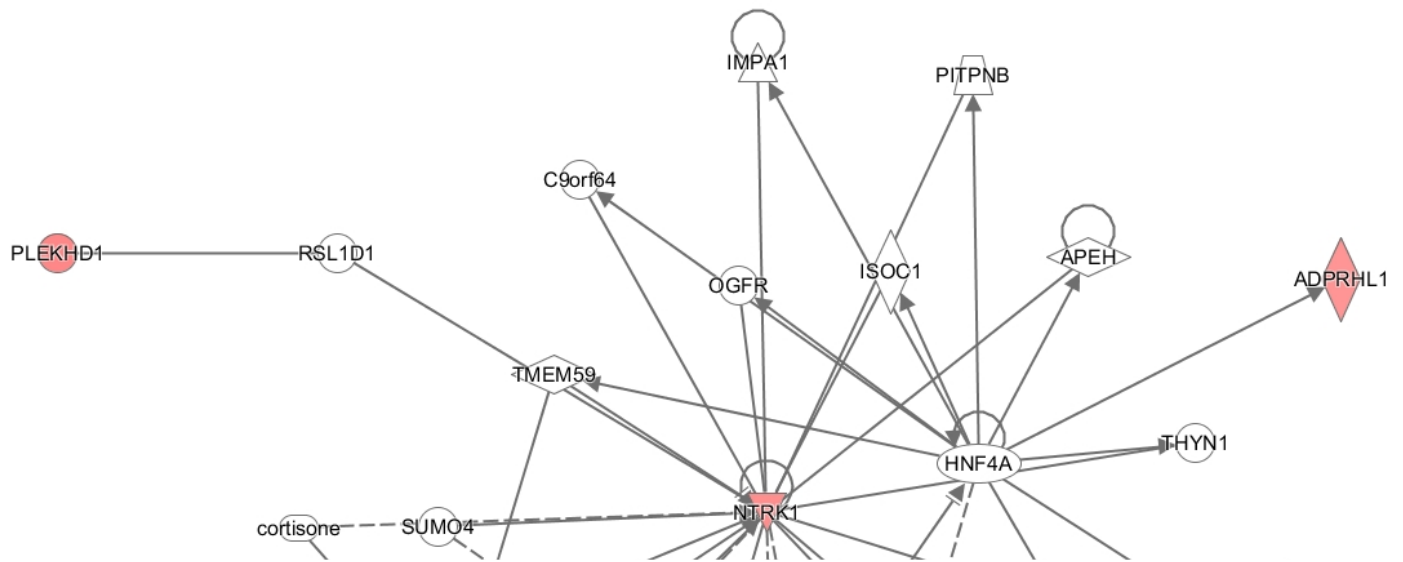 IMPA1
PITPNB
C9orf64
PLEKHD1
RSL1D1
OGFR
ISOC1
APEH
ADPRHL1
TMEM59
THYN1
HNF4A
NTRK1
cortisone
SUMO4